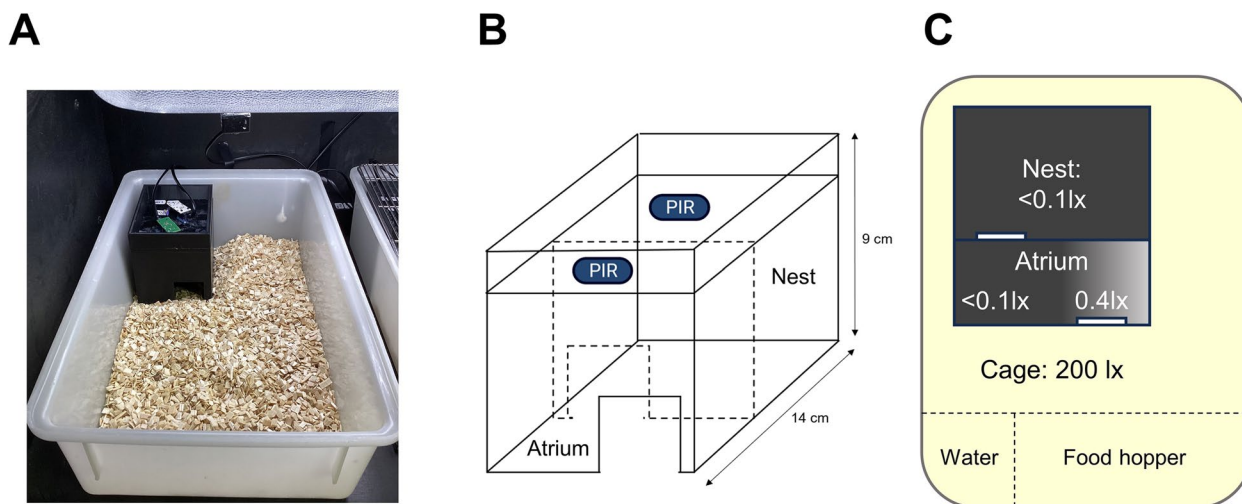 A
B
C
PIR
PIR
Nest
Atrium
9 cm
14 cm
Nest:
<0.1lx
Atrium
<0.1lx 0.4lx
Cage: 200 lx
Water Food hopper